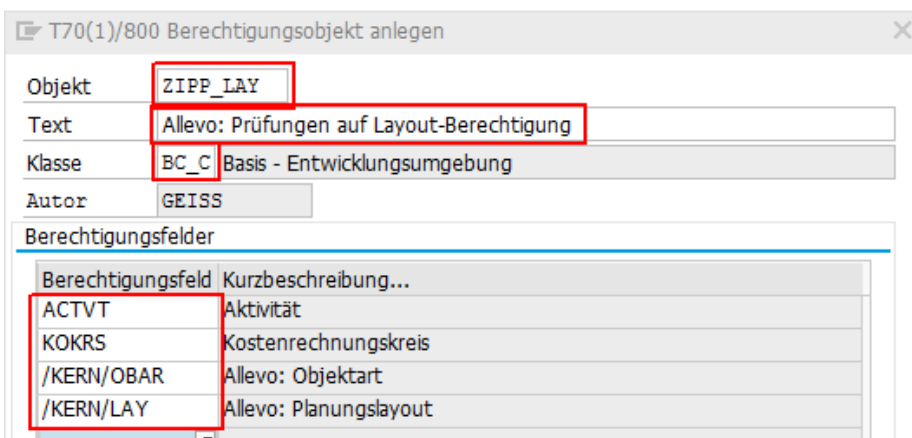 T70(1)/800 Berechtigungsobjekt anlegen
Objekt ZIPP_LAY
Text Allevo: Prüfungen auf Layout-Berechtigung
Klasse BC_C Basis - Entwicklungsumgebung
Autor GEISS
Berechtigungsfelder
Berechtigungsfeld Kurzbeschreibung...
ACTVT Aktivität
KOKRS Kostenrechnungskreis
/KERN/OBAR Allevo: Objektart
/KERN/LAY Allevo: Planungslayout